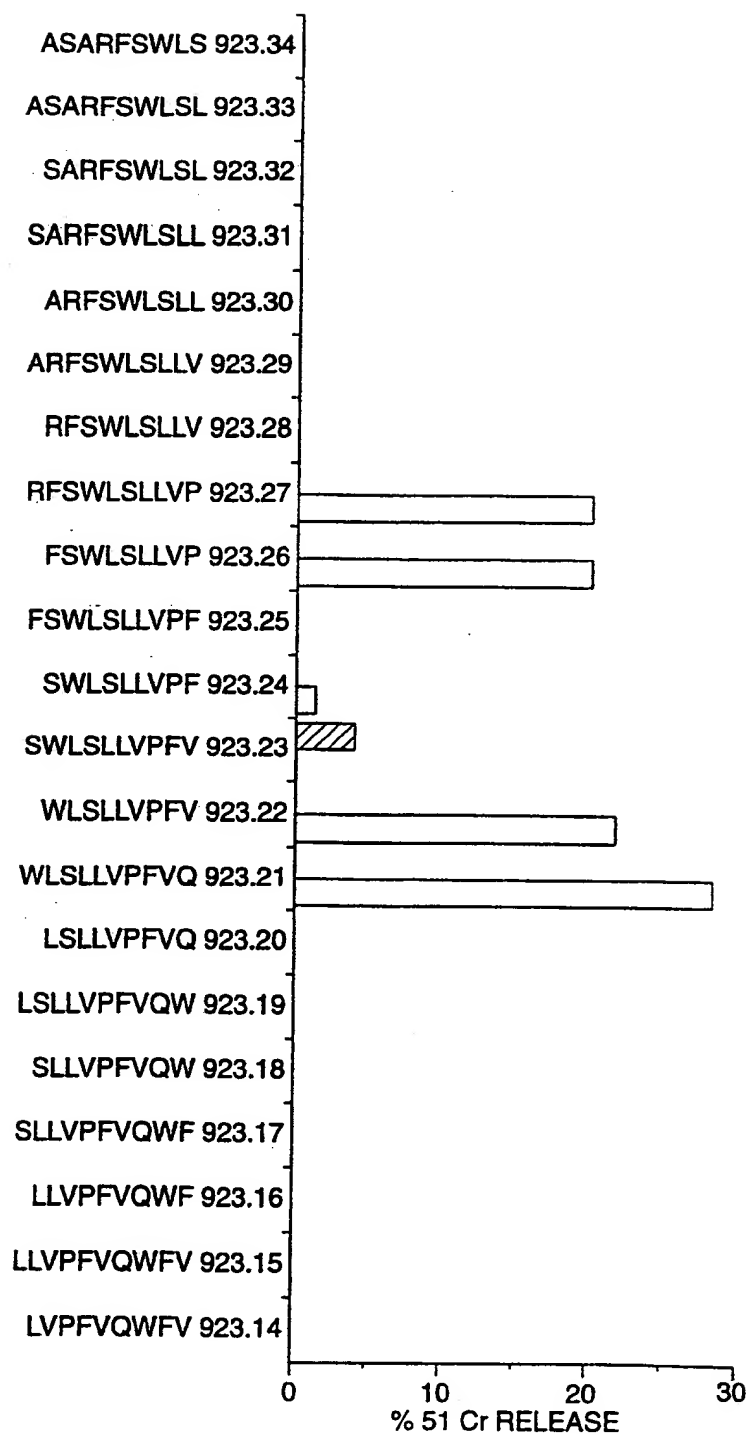 ASARFSWLS 923.34
ASARFSWLSL 923.33
SARFSWLSL 923.32
SARFSWLSLL 923.31
ARFSWLSLL 923.30
ARFSWLSLLV 923.29
RFSWLSLLV 923.28
RFSWLSLLVP 923.27
FSWLSLLVP 923.26
FSWLSLLVPF 923.25
SWLSLLVPF 923.24
SWLSLLVPFV 923.23
WLSLLVPFV 923.22
WLSLLVPFVQ 923.21
LSLLVPFVQ 923.20
LSLLVPFVQW 923.19
SLLVPFVQW 923.18
SLLVPFVQWF 923.17
LLVPFVQWF 923.16
LLVPFVQWFV 923.15
LVPFVQWFV 923.14
0 10 20 30
% 51 Cr RELEASE